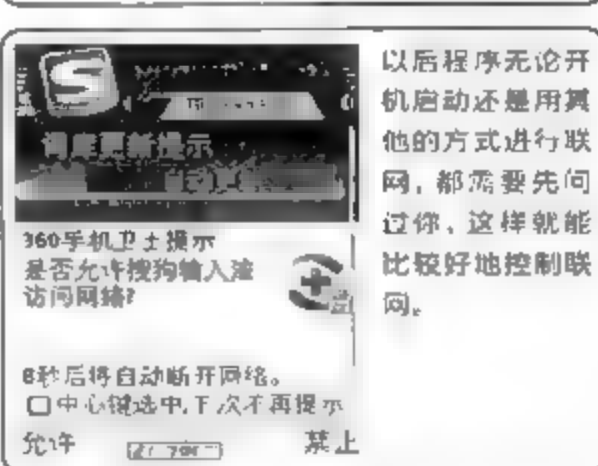 S
词库更新提示
360手机卫士提示
是否允许搜狗输入法
访问网络?
8秒后将自动断开网络。
口中心键选中,下次不再提示
允许
禁止
以后程序无论开
机启动还是用其
他的方式进行联
网，都需要先问
过你，这样就能
比较好地控制联
网。